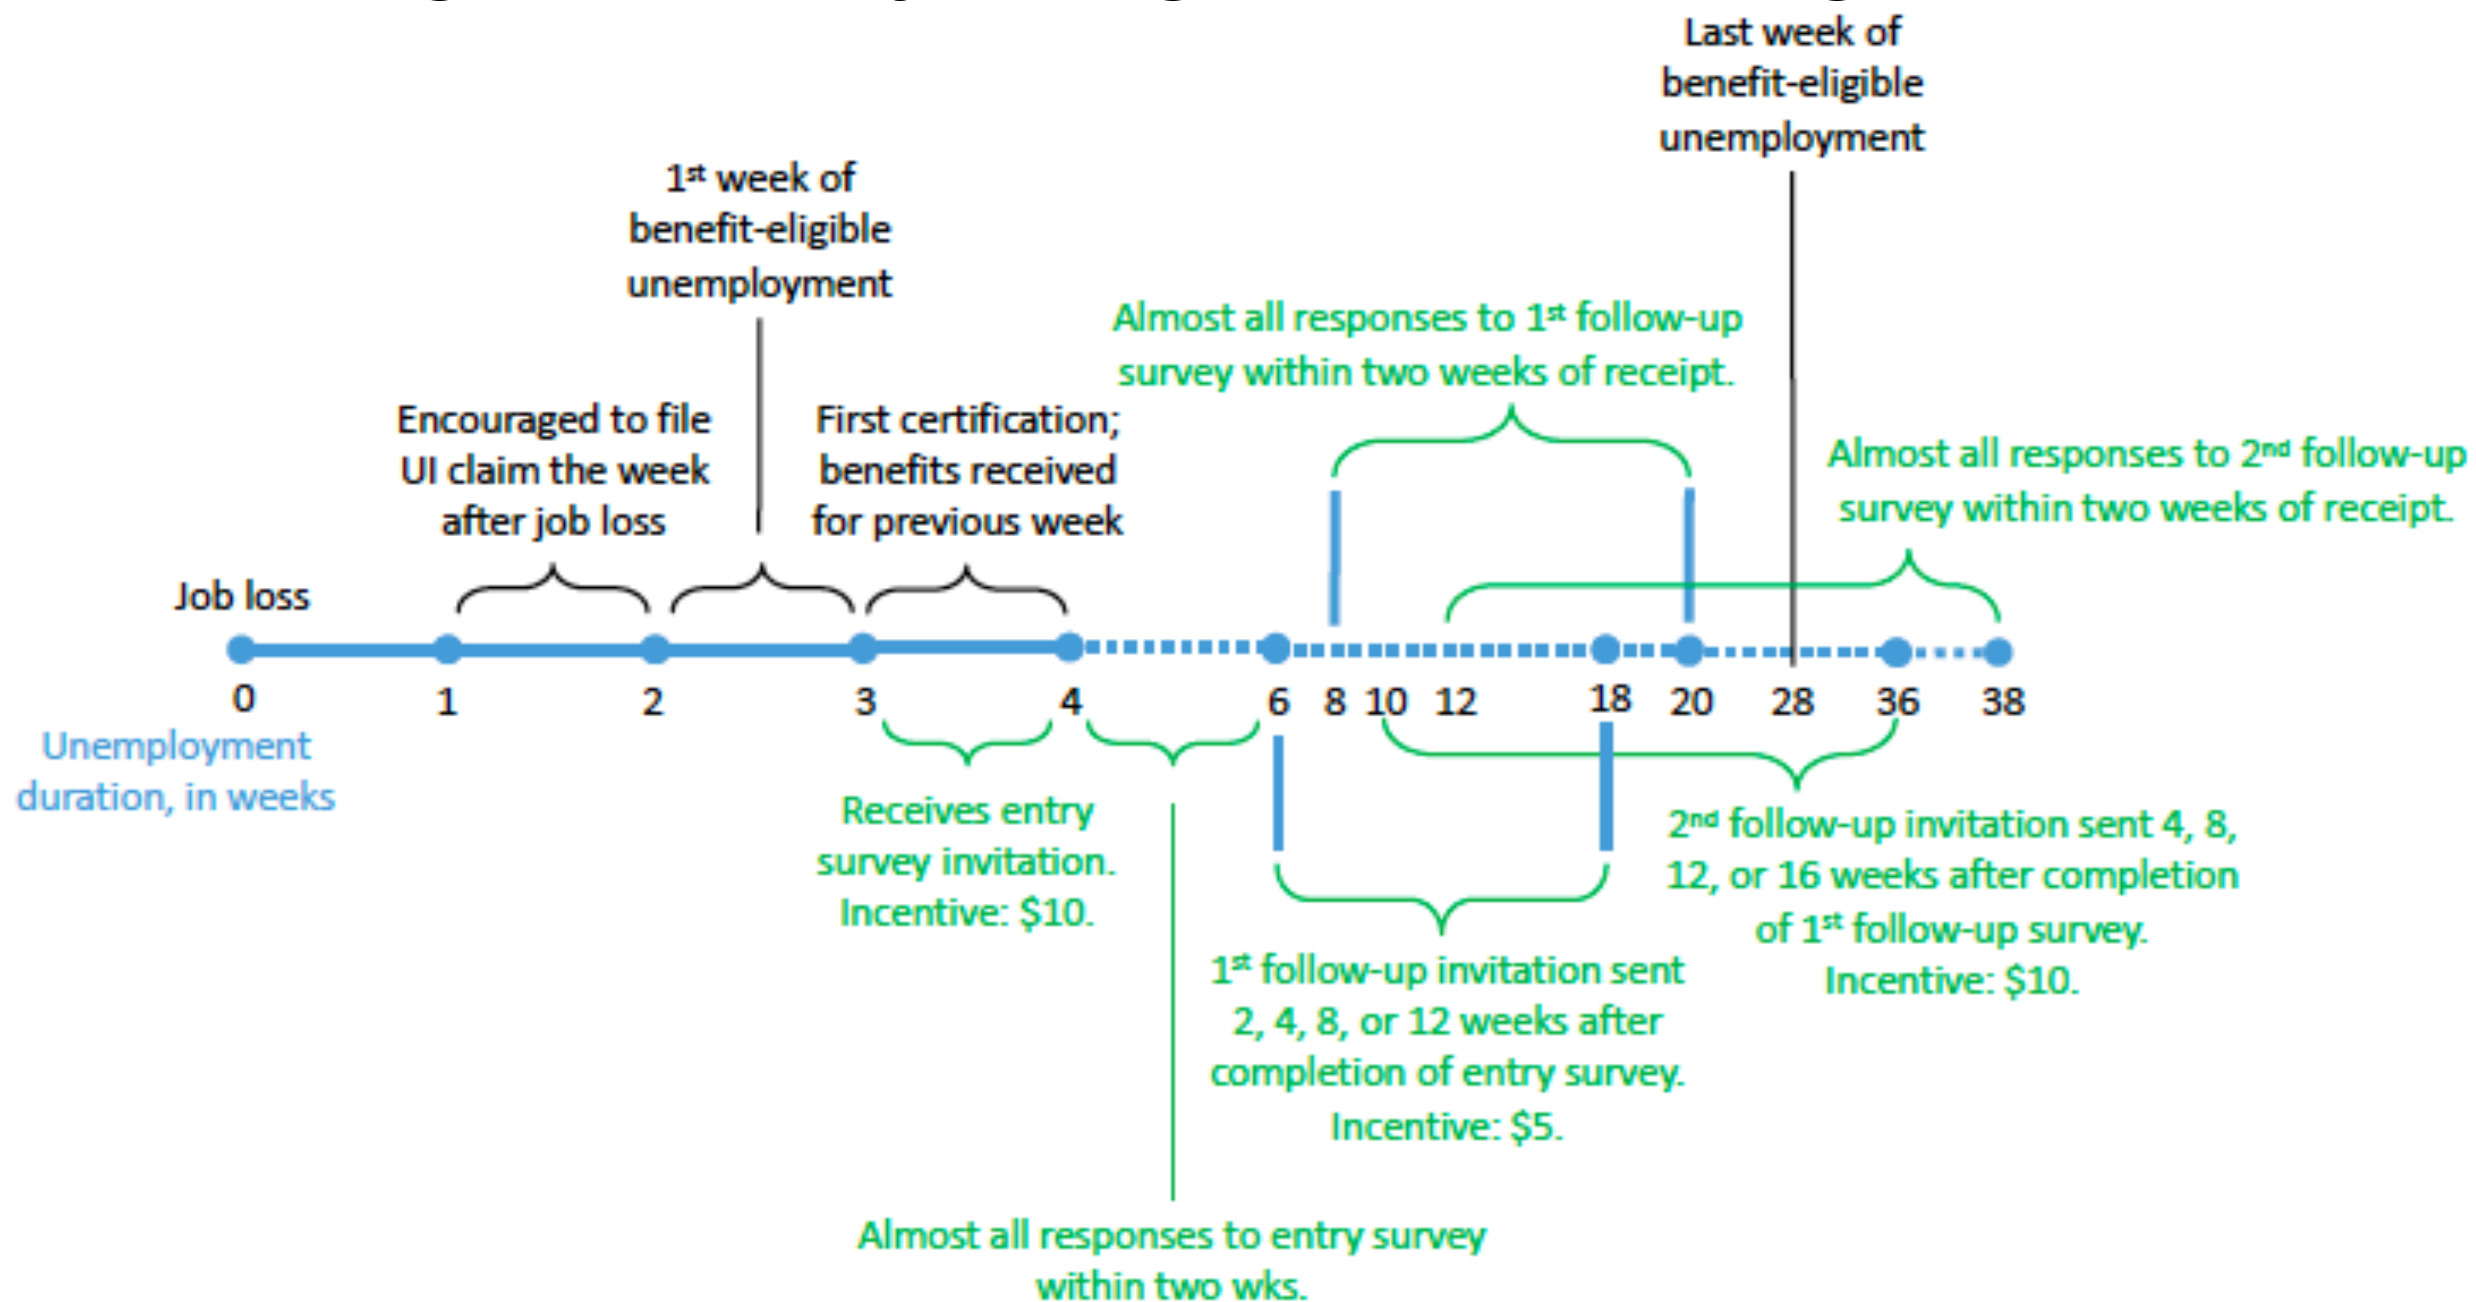 Last week of
benefit-eligible
unemployment
1st week of
benefit-eligible
unemployment
Almost all responses to 1st follow-up
survey within two weeks of receipt.
Encouraged to file
UI claim the week
after job loss
First certification;
benefits received
for previous week
Almost all responses to 2nd follow-up
survey within two weeks of receipt.
Job loss
0 1 2 3 4 6 8 10 12 18 20 28 36 38
Unemployment
duration, in weeks
Receives entry
survey invitation.
Incentive: $10.
2nd follow-up invitation sent 4, 8,
12, or 16 weeks after completion
of 1st follow-up survey.
Incentive: $10.
1st follow-up invitation sent
2, 4, 8, or 12 weeks after
completion of entry survey.
Incentive: $5.
Almost all responses to entry survey
within two wks.